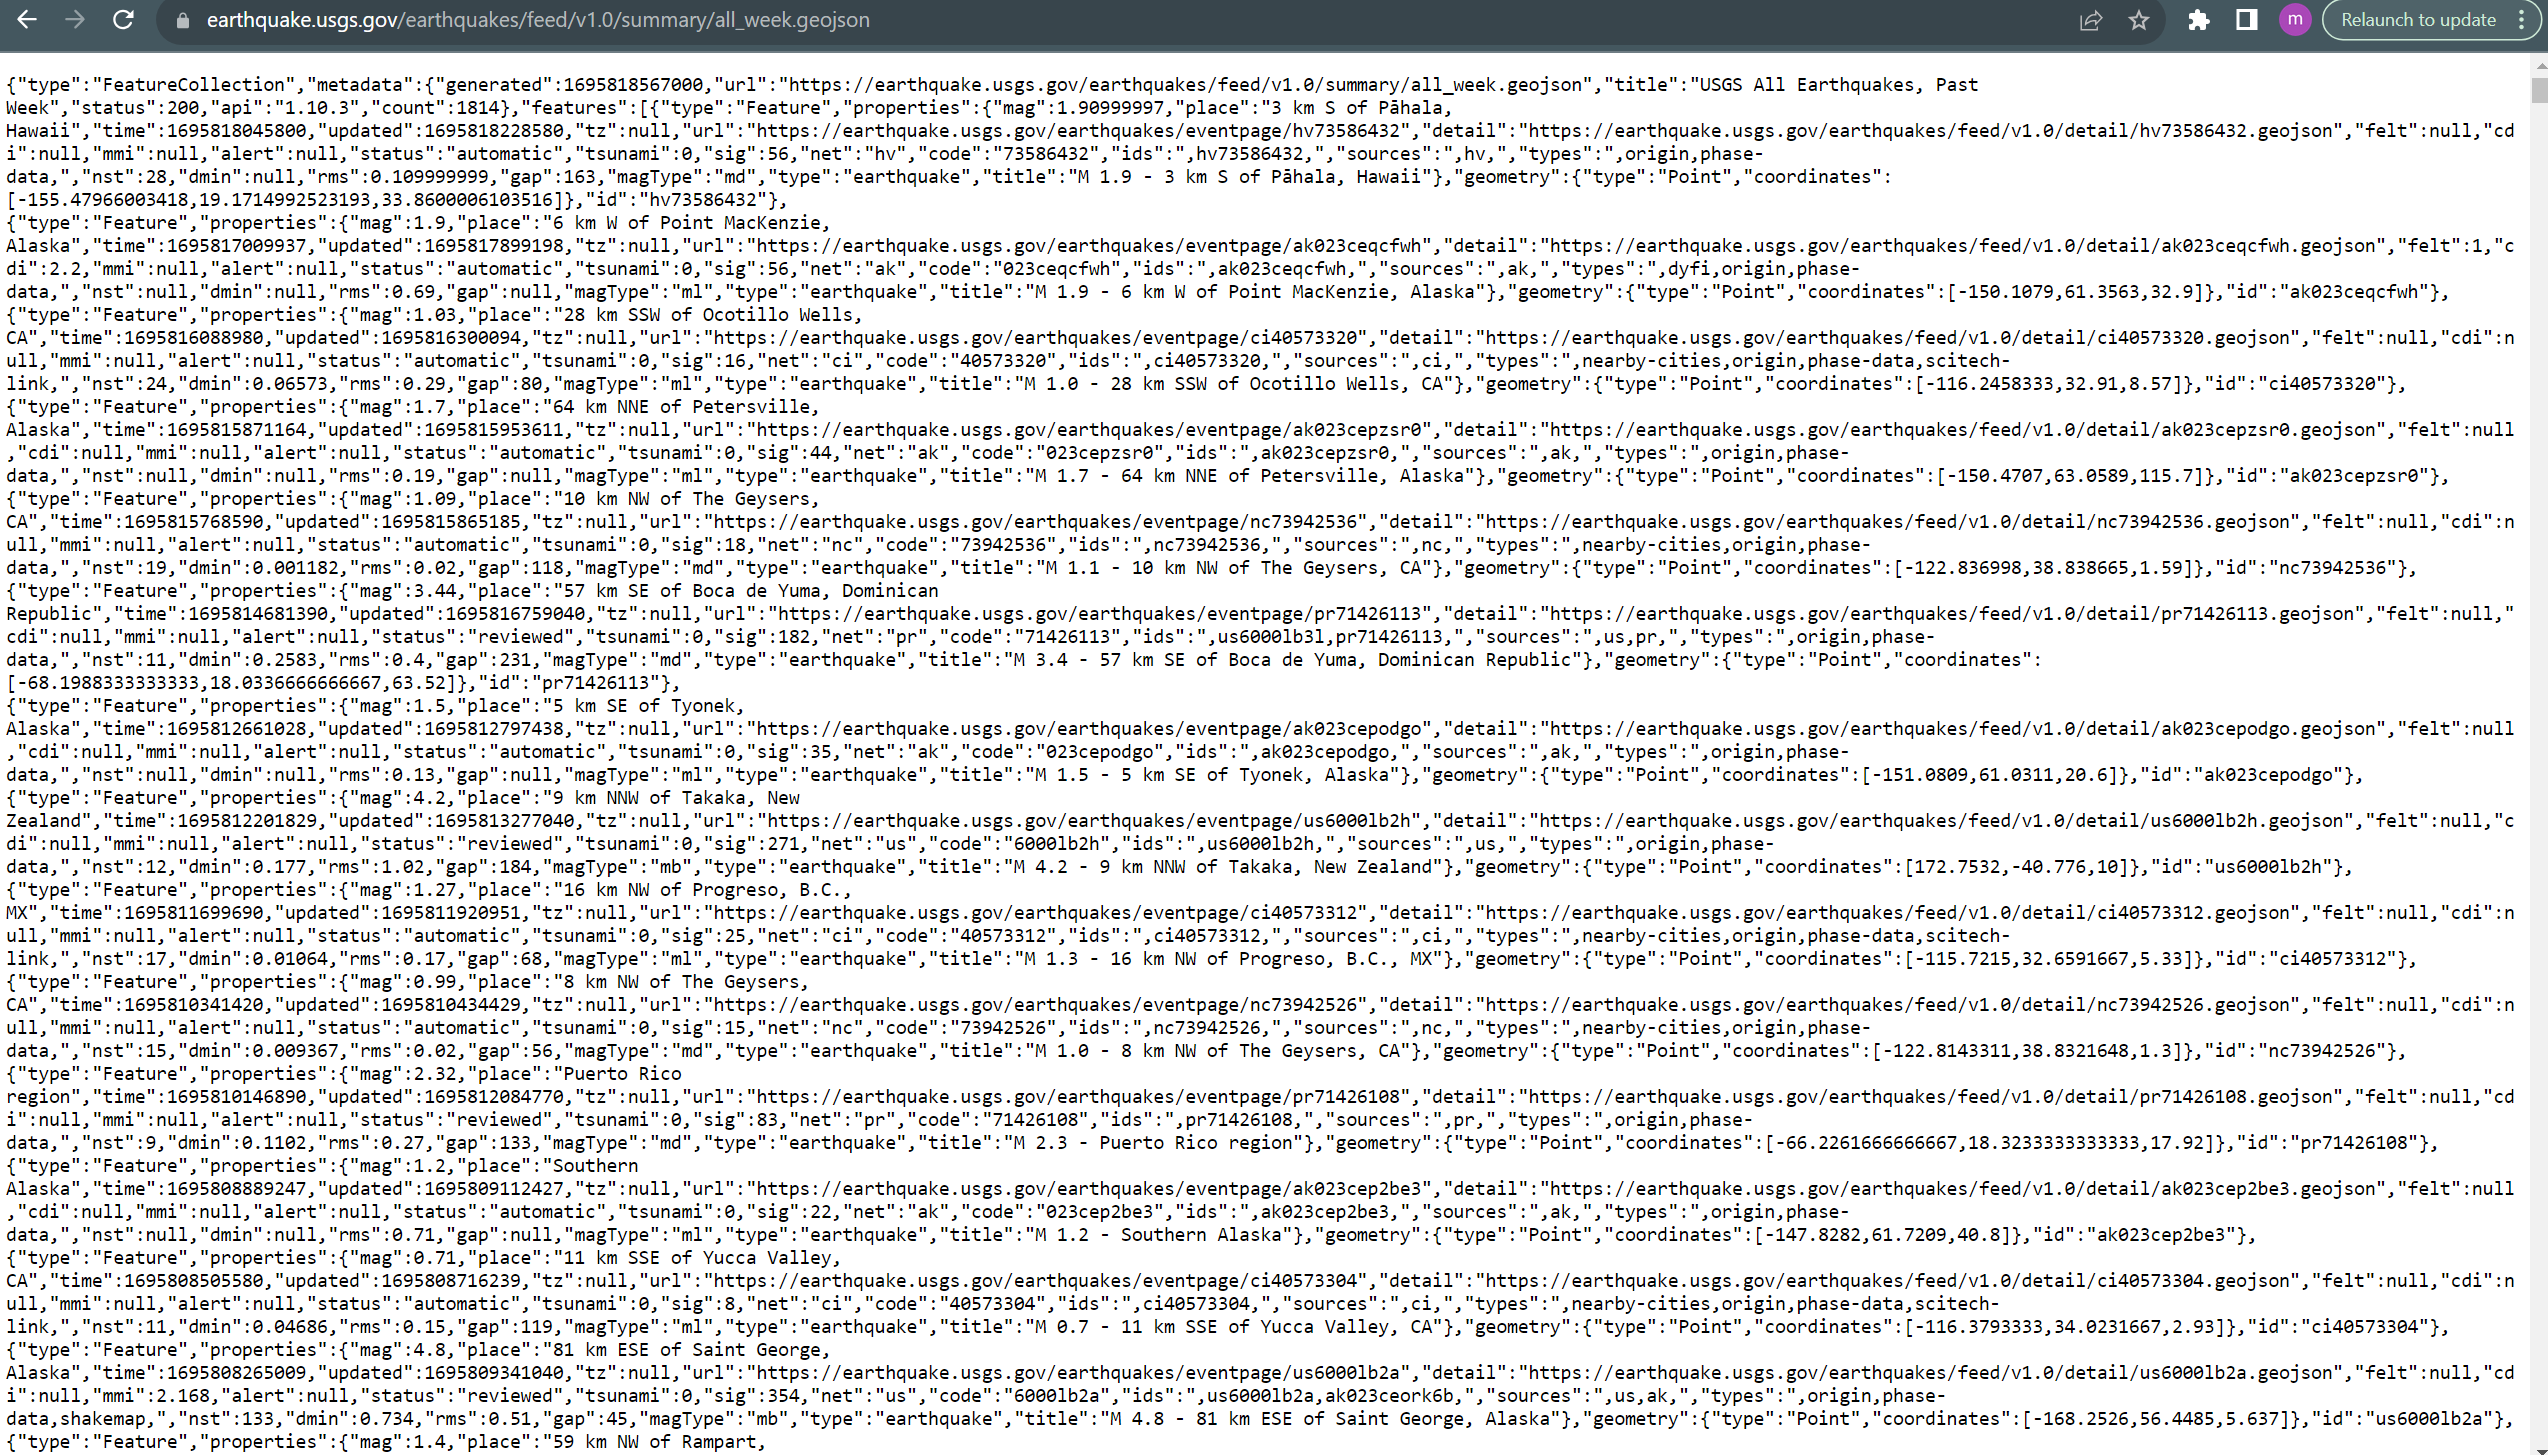 earthquake.usgs.gov/earthquakes/feed/v1.0/summary/all_week.geojson
m
Relaunch to update
{"type":"FeatureCollection","metadata":{"generated":1695818567000,"url":"https://earthquake.usgs.gov/earthquakes/feed/v1.0/summary/all_week.geojson","title":"USGS All Earthquakes, Past
Week","status":200,"api":"1.10.3","count":1814},"features":[{"type":"Feature","properties":{"mag":1.90999997,"place":"3 km S of Pāhala,
Hawaii","time":1695818045800,"updated":1695818228580,"tz":null,"url":"https://earthquake.usgs.gov/earthquakes/eventpage/hv73586432","detail":"https://earthquake.usgs.gov/earthquakes/feed/v1.0/detail/hv73586432.geojson","felt":null,"cd
i":null,"mmi":null,"alert":null,"status":"automatic","tsunami":0,"sig":56,"net":"hv","code":"73586432","ids":",hv73586432,","sources":",hv,","types":",origin,phase-
data,","nst":28,"dmin":null,"rms":0.109999999,"gap":163,"magType":"md","type":"earthquake","title":"M 1.9 - 3 km S of Pāhala, Hawaii"},"geometry":{"type":"Point","coordinates":
[-155.47966003418,19.1714992523193,33.8600006103516]},"id":"hv73586432"},
{"type":"Feature","properties":{"mag":1.9,"place":"6 km W of Point MacKenzie,
Alaska","time":1695817009937,"updated":1695817899198,"tz":null,"url":"https://earthquake.usgs.gov/earthquakes/eventpage/ak023ceqcfwh","detail":"https://earthquake.usgs.gov/earthquakes/feed/v1.0/detail/ak023ceqcfwh.geojson","felt":1,"c
di":2.2,"mmi":null,"alert":null,"status":"automatic","tsunami":0,"sig":56,"net":"ak","code":"023ceqcfwh","ids":",ak023ceqcfwh,","sources":",ak,","types":",dyfi,origin,phase-
data,","nst":null,"dmin":null,"rms":0.69,"gap":null,"magType":"ml","type":"earthquake","title":"M 1.9 - 6 km W of Point MacKenzie, Alaska"},"geometry":{"type":"Point","coordinates":[-150.1079,61.3563,32.9]},"id":"ak023ceqcfwh"},
{"type":"Feature","properties":{"mag":1.03,"place":"28 km SSW of Ocotillo Wells,
CA","time":1695816088980,"updated":1695816300094,"tz":null,"url":"https://earthquake.usgs.gov/earthquakes/eventpage/ci40573320","detail":"https://earthquake.usgs.gov/earthquakes/feed/v1.0/detail/ci40573320.geojson","felt":null,"cdi":n
ull,"mmi":null,"alert":null,"status":"automatic","tsunami":0,"sig":16,"net":"ci","code":"40573320","ids":",ci40573320,","sources":",ci,","types":",nearby-cities,origin,phase-data,scitech-
link,","nst":24,"dmin":0.06573,"rms":0.29,"gap":80,"magType":"ml","type":"earthquake","title":"M 1.0 - 28 km SSW of Ocotillo Wells, CA"},"geometry":{"type":"Point","coordinates":[-116.2458333,32.91,8.57]},"id":"ci40573320"},
{"type":"Feature","properties":{"mag":1.7,"place":"64 km NNE of Petersville,
Alaska","time":1695815871164,"updated":1695815953611,"tz":null,"url":"https://earthquake.usgs.gov/earthquakes/eventpage/ak023cepzsr0","detail":"https://earthquake.usgs.gov/earthquakes/feed/v1.0/detail/ak023cepzsr0.geojson","felt":null
,"cdi":null,"mmi":null,"alert":null,"status":"automatic","tsunami":0,"sig":44,"net":"ak","code":"023cepzsr0","ids":",ak023cepzsr0,","sources":",ak,","types":",origin,phase-
data,","nst":null,"dmin":null,"rms":0.19,"gap":null,"magType":"ml","type":"earthquake","title":"M 1.7 - 64 km NNE of Petersville, Alaska"},"geometry":{"type":"Point","coordinates":[-150.4707,63.0589,115.7]},"id":"ak023cepzsr0"},
{"type":"Feature","properties":{"mag":1.09,"place":"10 km NW of The Geysers,
CA","time":1695815768590,"updated":1695815865185,"tz":null,"url":"https://earthquake.usgs.gov/earthquakes/eventpage/nc73942536","detail":"https://earthquake.usgs.gov/earthquakes/feed/v1.0/detail/nc73942536.geojson","felt":null,"cdi":n
ull,"mmi":null,"alert":null,"status":"automatic","tsunami":0,"sig":18,"net":"nc","code":"73942536","ids":",nc73942536,","sources":",nc,","types":",nearby-cities,origin,phase-
data,","nst":19,"dmin":0.001182,"rms":0.02,"gap":118,"magType":"md","type":"earthquake","title":"M 1.1 - 10 km NW of The Geysers, CA"},"geometry":{"type":"Point","coordinates":[-122.836998,38.838665,1.59]},"id":"nc73942536"},
{"type":"Feature","properties":{"mag":3.44,"place":"57 km SE of Boca de Yuma, Dominican
Republic","time":1695814681390,"updated":1695816759040,"tz":null,"url":"https://earthquake.usgs.gov/earthquakes/eventpage/pr71426113","detail":"https://earthquake.usgs.gov/earthquakes/feed/v1.0/detail/pr71426113.geojson","felt":null,"
cdi":null,"mmi":null,"alert":null,"status":"reviewed","tsunami":0,"sig":182,"net":"pr","code":"71426113","ids":",us6000lb3l,pr71426113,","sources":",us,pr,","types":",origin,phase-
data,","nst":11,"dmin":0.2583,"rms":0.4,"gap":231,"magType":"md","type":"earthquake","title":"M 3.4 - 57 km SE of Boca de Yuma, Dominican Republic"},"geometry":{"type":"Point","coordinates":
[-68.1988333333333,18.0336666666667,63.52]},"id":"pr71426113"},
{"type":"Feature","properties":{"mag":1.5,"place":"5 km SE of Tyonek,
Alaska","time":1695812661028,"updated":1695812797438,"tz":null,"url":"https://earthquake.usgs.gov/earthquakes/eventpage/ak023cepodgo","detail":"https://earthquake.usgs.gov/earthquakes/feed/v1.0/detail/ak023cepodgo.geojson","felt":null
,"cdi":null,"mmi":null,"alert":null,"status":"automatic","tsunami":0,"sig":35,"net":"ak","code":"023cepodgo","ids":",ak023cepodgo,","sources":",ak,","types":",origin,phase-
data,","nst":null,"dmin":null,"rms":0.13,"gap":null,"magType":"ml","type":"earthquake","title":"M 1.5 - 5 km SE of Tyonek, Alaska"},"geometry":{"type":"Point","coordinates":[-151.0809,61.0311,20.6]},"id":"ak023cepodgo"},
{"type":"Feature","properties":{"mag":4.2,"place":"9 km NNW of Takaka, New
Zealand","time":1695812201829,"updated":1695813277040,"tz":null,"url":"https://earthquake.usgs.gov/earthquakes/eventpage/us6000lb2h","detail":"https://earthquake.usgs.gov/earthquakes/feed/v1.0/detail/us6000lb2h.geojson","felt":null,"c
di":null,"mmi":null,"alert":null,"status":"reviewed","tsunami":0,"sig":271,"net":"us","code":"6000lb2h","ids":",us6000lb2h,","sources":",us,","types":",origin,phase-
data,","nst":12,"dmin":0.177,"rms":1.02,"gap":184,"magType":"mb","type":"earthquake","title":"M 4.2 - 9 km NNW of Takaka, New Zealand"},"geometry":{"type":"Point","coordinates":[172.7532,-40.776,10]},"id":"us6000lb2h"},
{"type":"Feature","properties":{"mag":1.27,"place":"16 km NW of Progreso, B.C.,
MX","time":1695811699690,"updated":1695811920951,"tz":null,"url":"https://earthquake.usgs.gov/earthquakes/eventpage/ci40573312","detail":"https://earthquake.usgs.gov/earthquakes/feed/v1.0/detail/ci40573312.geojson","felt":null,"cdi":n
ull,"mmi":null,"alert":null,"status":"automatic","tsunami":0,"sig":25,"net":"ci","code":"40573312","ids":",ci40573312,","sources":",ci,","types":",nearby-cities,origin,phase-data,scitech-
link,","nst":17,"dmin":0.01064,"rms":0.17,"gap":68,"magType":"ml","type":"earthquake","title":"M 1.3 - 16 km NW of Progreso, B.C., MX"},"geometry":{"type":"Point","coordinates":[-115.7215,32.6591667,5.33]},"id":"ci40573312"},
{"type":"Feature","properties":{"mag":0.99,"place":"8 km NW of The Geysers,
CA","time":1695810341420,"updated":1695810434429,"tz":null,"url":"https://earthquake.usgs.gov/earthquakes/eventpage/nc73942526","detail":"https://earthquake.usgs.gov/earthquakes/feed/v1.0/detail/nc73942526.geojson","felt":null,"cdi":n
ull,"mmi":null,"alert":null,"status":"automatic","tsunami":0,"sig":15,"net":"nc","code":"73942526","ids":",nc73942526,","sources":",nc,","types":",nearby-cities,origin,phase-
data,","nst":15,"dmin":0.009367,"rms":0.02,"gap":56,"magType":"md","type":"earthquake","title":"M 1.0 - 8 km NW of The Geysers, CA"},"geometry":{"type":"Point","coordinates":[-122.8143311,38.8321648,1.3]},"id":"nc73942526"},
{"type":"Feature","properties":{"mag":2.32,"place":"Puerto Rico
region","time":1695810146890,"updated":1695812084770,"tz":null,"url":"https://earthquake.usgs.gov/earthquakes/eventpage/pr71426108","detail":"https://earthquake.usgs.gov/earthquakes/feed/v1.0/detail/pr71426108.geojson","felt":null,"cd
i":null,"mmi":null,"alert":null,"status":"reviewed","tsunami":0,"sig":83,"net":"pr","code":"71426108","ids":",pr71426108,","sources":",pr,","types":",origin,phase-
data,","nst":9,"dmin":0.1102,"rms":0.27,"gap":133,"magType":"md","type":"earthquake","title":"M 2.3 - Puerto Rico region"},"geometry":{"type":"Point","coordinates":[-66.2261666666667,18.3233333333333,17.92]},"id":"pr71426108"},
{"type":"Feature","properties":{"mag":1.2,"place":"Southern
Alaska","time":1695808889247,"updated":1695809112427,"tz":null,"url":"https://earthquake.usgs.gov/earthquakes/eventpage/ak023cep2be3","detail":"https://earthquake.usgs.gov/earthquakes/feed/v1.0/detail/ak023cep2be3.geojson","felt":null
,"cdi":null,"mmi":null,"alert":null,"status":"automatic","tsunami":0,"sig":22,"net":"ak","code":"023cep2be3","ids":",ak023cep2be3,","sources":",ak,","types":",origin,phase-
data,","nst":null,"dmin":null,"rms":0.71,"gap":null,"magType":"ml","type":"earthquake","title":"M 1.2 - Southern Alaska"},"geometry":{"type":"Point","coordinates":[-147.8282,61.7209,40.8]},"id":"ak023cep2be3"},
{"type":"Feature","properties":{"mag":0.71,"place":"11 km SSE of Yucca Valley,
CA","time":1695808505580,"updated":1695808716239,"tz":null,"url":"https://earthquake.usgs.gov/earthquakes/eventpage/ci40573304","detail":"https://earthquake.usgs.gov/earthquakes/feed/v1.0/detail/ci40573304.geojson","felt":null,"cdi":n
ull,"mmi":null,"alert":null,"status":"automatic","tsunami":0,"sig":8,"net":"ci","code":"40573304","ids":",ci40573304,","sources":",ci,","types":",nearby-cities,origin,phase-data,scitech-
link,","nst":11,"dmin":0.04686,"rms":0.15,"gap":119,"magType":"ml","type":"earthquake","title":"M 0.7 - 11 km SSE of Yucca Valley, CA"},"geometry":{"type":"Point","coordinates":[-116.3793333,34.0231667,2.93]},"id":"ci40573304"},
{"type":"Feature","properties":{"mag":4.8,"place":"81 km ESE of Saint George,
Alaska","time":1695808265009,"updated":1695809341040,"tz":null,"url":"https://earthquake.usgs.gov/earthquakes/eventpage/us6000lb2a","detail":"https://earthquake.usgs.gov/earthquakes/feed/v1.0/detail/us6000lb2a.geojson","felt":null,"cd
i":null,"mmi":2.168,"alert":null,"status":"reviewed","tsunami":0,"sig":354,"net":"us","code":"6000lb2a","ids":",us6000lb2a,ak023ceork6b,","sources":",us,ak,","types":",origin,phase-
data,shakemap,","nst":133,"dmin":0.734,"rms":0.51,"gap":45,"magType":"mb","type":"earthquake","title":"M 4.8 - 81 km ESE of Saint George, Alaska"},"geometry":{"type":"Point","coordinates":[-168.2526,56.4485,5.637]},"id":"us6000lb2a"},
{"type":"Feature","properties":{"mag":1.4,"place":"59 km NW of Rampart,